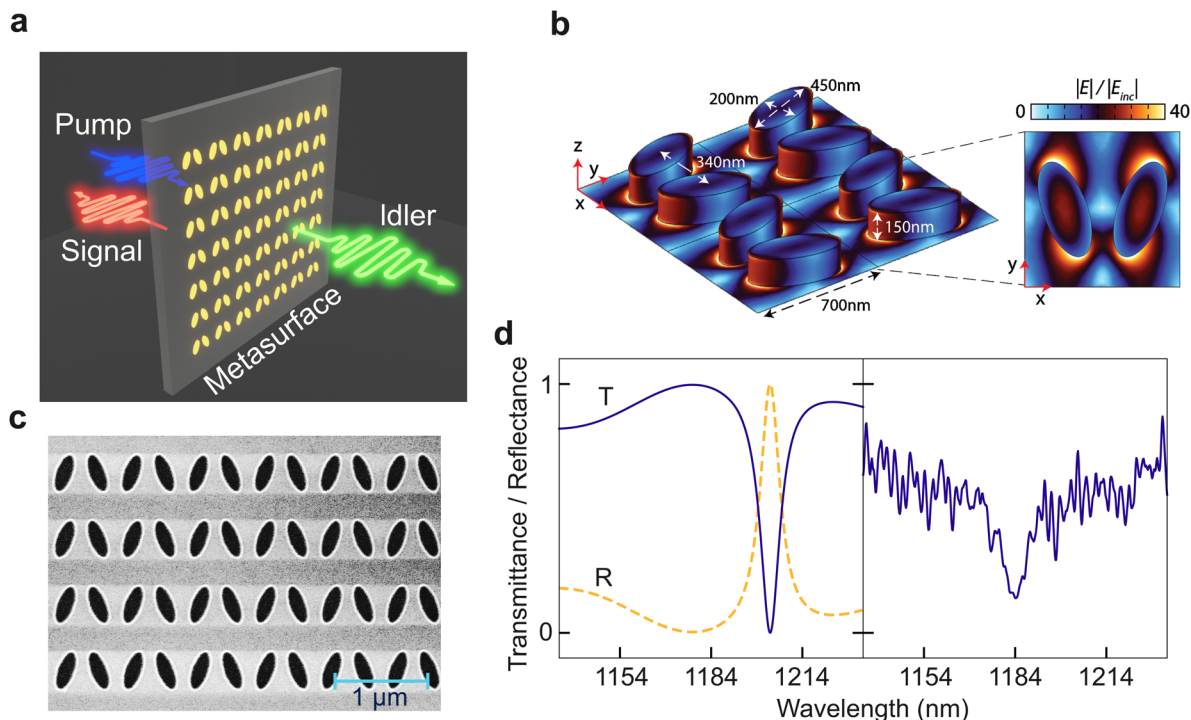 a
Pump
Signal
Idler
Metasurface
b
200nm
450nm
340nm
150nm
700nm
z
y
x
|E| / |E_inc|
0
40
y
x
c
1 μm
d
Transmittance / Reflectance
1
0
T
R
1154
1184
1214
1154
1184
1214
Wavelength (nm)